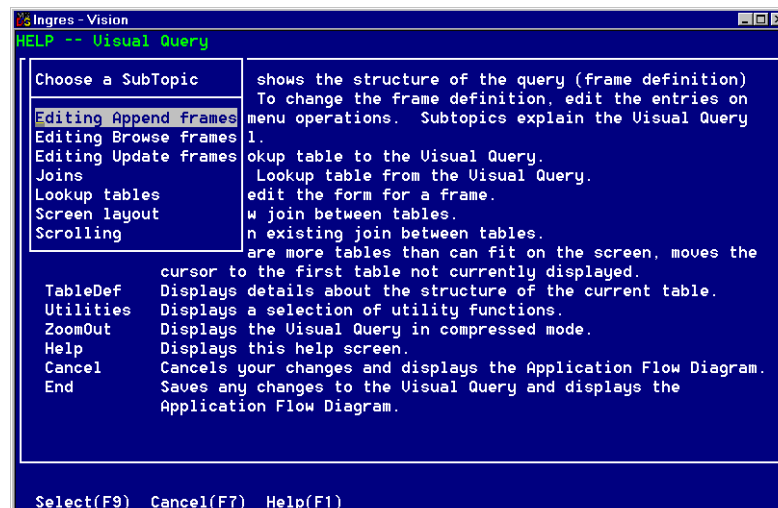 Ingres - Vision
HELP -- Visual Query
Choose a SubTopic
Editing Append frames
Editing Browse frames
Editing Update frames
Joins
Lookup tables
Screen layout
Scrolling
shows the structure of the query (frame definition)
To change the frame definition, edit the entries on
menu operations. Subtopics explain the Visual Query
l.
okup table to the Visual Query.
Lookup table from the Visual Query.
edit the form for a frame.
w join between tables.
n existing join between tables.
are more tables than can fit on the screen, moves the
cursor to the first table not currently displayed.
TableDef Displays details about the structure of the current table.
Utilities Displays a selection of utility functions.
ZoomOut Displays the Visual Query in compressed mode.
Help Displays this help screen.
Cancel Cancels your changes and displays the Application Flow Diagram.
End Saves any changes to the Visual Query and displays the
Application Flow Diagram.
Select(F9) Cancel(F7) Help(F1)